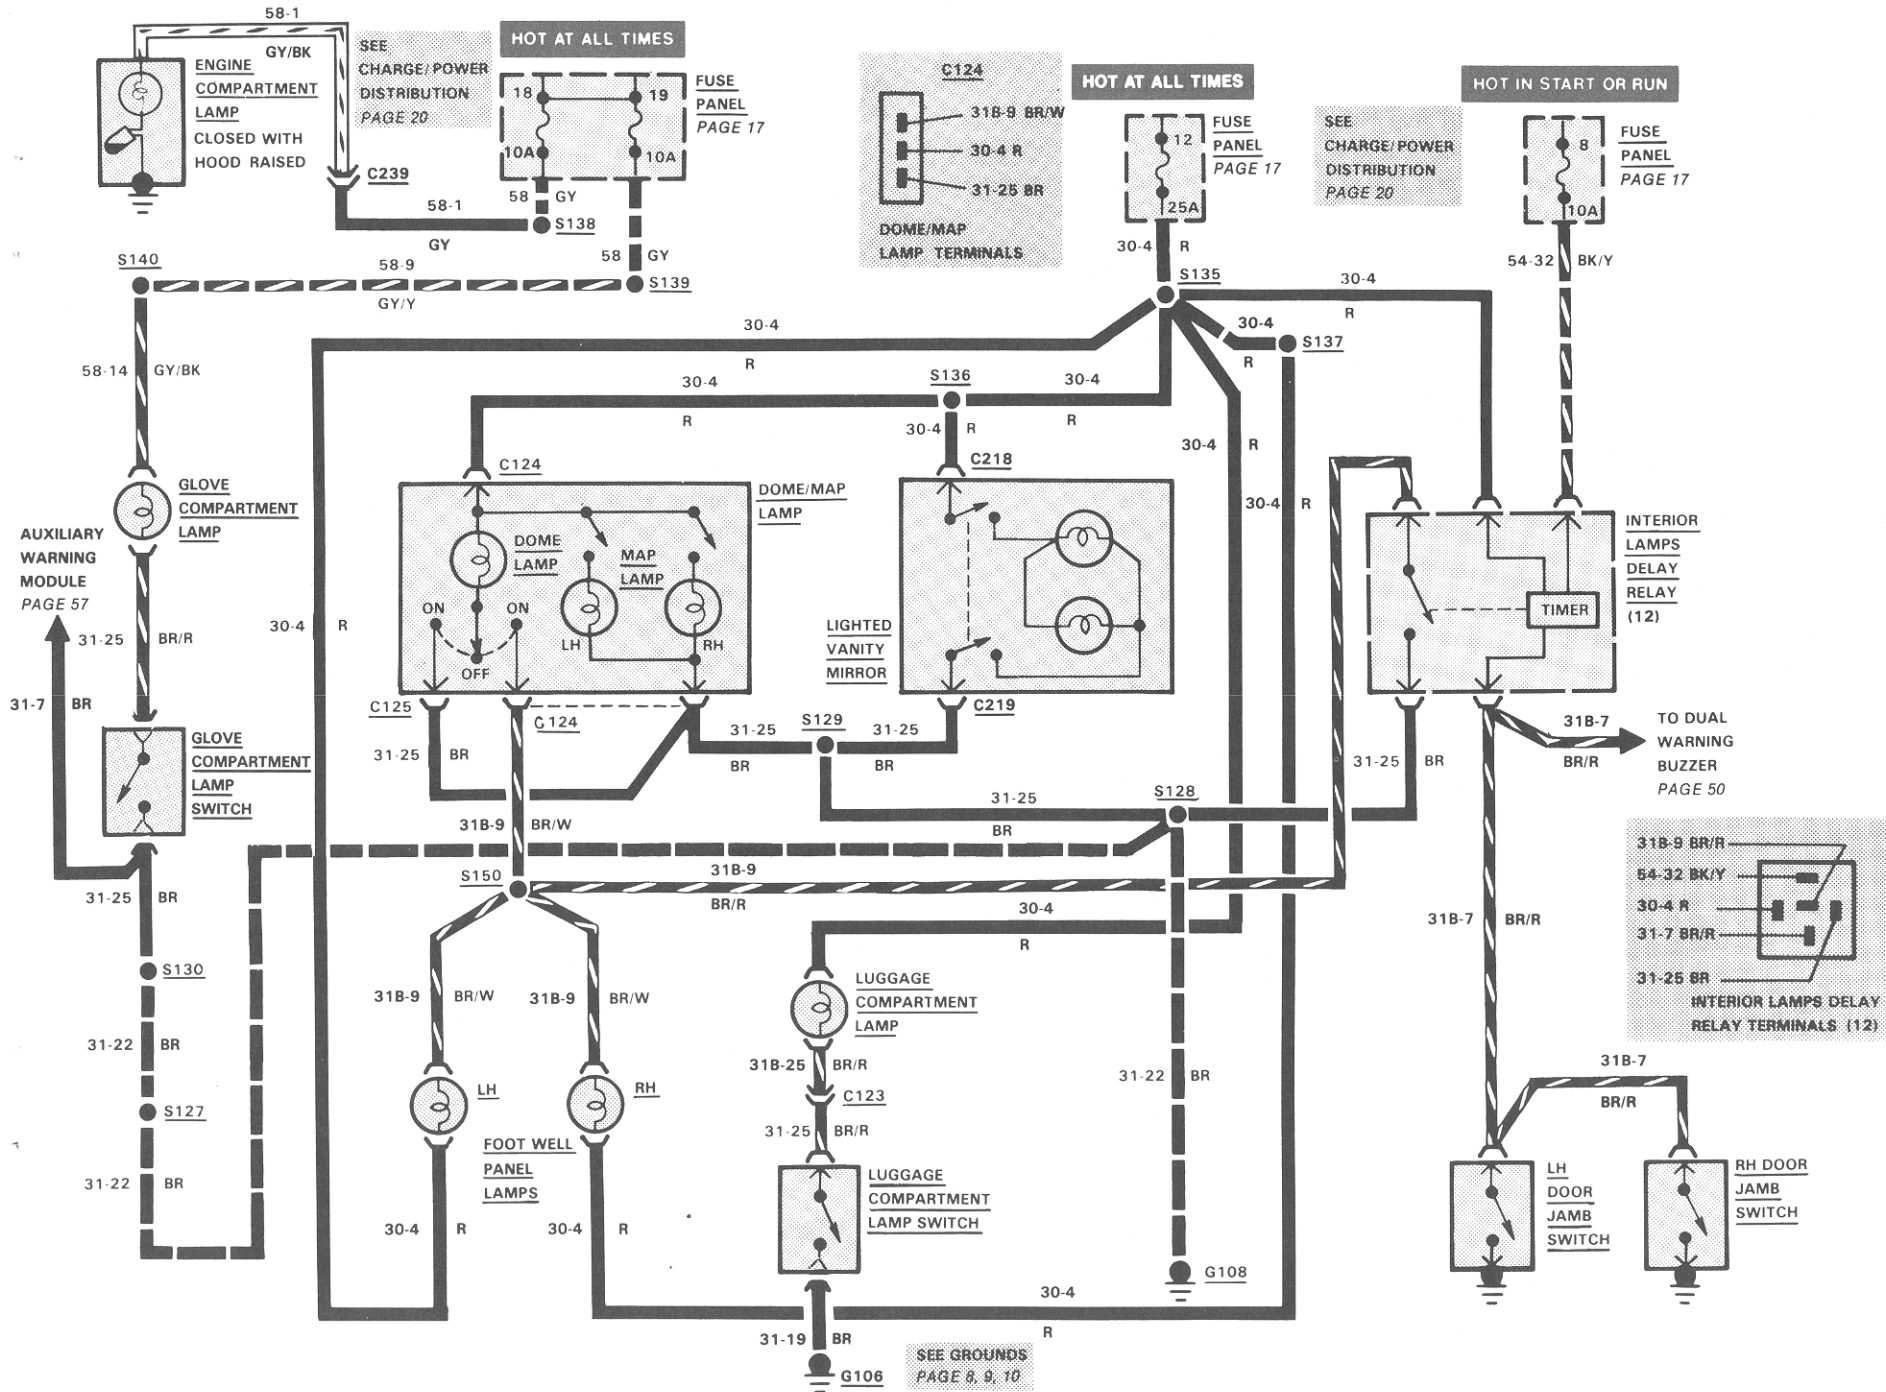 58-1
GY/BK
ENGINE
COMPARTMENT
LAMP
CLOSED WITH
HOOD RAISED
SEE
CHARGE/POWER
DISTRIBUTION
PAGE 20
HOT AT ALL TIMES
18
19
10A
10A
FUSE
PANEL
PAGE 17
C239
58-1
GY
58
GY
S138
58
GY
S139
S140
58-9
GY/Y
C124
31B-9 BR/W
30-4 R
31-25 BR
DOME/MAP
LAMP TERMINALS
HOT AT ALL TIMES
12
25A
FUSE
PANEL
PAGE 17
30-4
R
S135
SEE
CHARGE/POWER
DISTRIBUTION
PAGE 20
HOT IN START OR RUN
8
10A
FUSE
PANEL
PAGE 17
54-32
BK/Y
30-4
R
30-4
R
30-4
R
S137
58-14
GY/BK
30-4
R
S136
30-4
R
30-4
R
30-4
R
30-4
R
C124
C218
DOME/MAP
LAMP
DOME
LAMP
MAP
LAMP
ON
ON
OFF
LH
RH
LIGHTED
VANITY
MIRROR
GLOVE
COMPARTMENT
LAMP
AUXILIARY
WARNING
MODULE
PAGE 57
31-25
BR/R
30-4
R
31-7
BR
INTERIOR
LAMPS
DELAY
RELAY
(12)
TIMER
C125
C124
C219
GLOVE
COMPARTMENT
LAMP
SWITCH
31-25
BR
31-25
BR
S129
31-25
BR
31-25
BR
31B-7
BR/R
TO DUAL
WARNING
BUZZER
PAGE 50
31-25
BR
S128
31B-9
BR/W
31B-9
BR/R
S150
31-25
BR
30-4
R
31B-7
BR/R
31B-9 BR/R
54-32 BK/Y
30-4 R
31-7 BR/R
31-25 BR
INTERIOR LAMPS DELAY
RELAY TERMINALS (12)
S130
31B-9
BR/W
31B-9
BR/W
LUGGAGE
COMPARTMENT
LAMP
31-22
BR
31B-25
BR/R
31-22
BR
C123
S127
LH
RH
31-25
BR/R
31B-7
BR/R
FOOT WELL
PANEL
LAMPS
31-22
BR
LUGGAGE
COMPARTMENT
LAMP SWITCH
30-4
R
30-4
R
LH
DOOR
JAMB
SWITCH
RH DOOR
JAMB
SWITCH
G108
30-4
R
31-19
BR
G106
SEE GROUNDS
PAGE 8, 9, 10